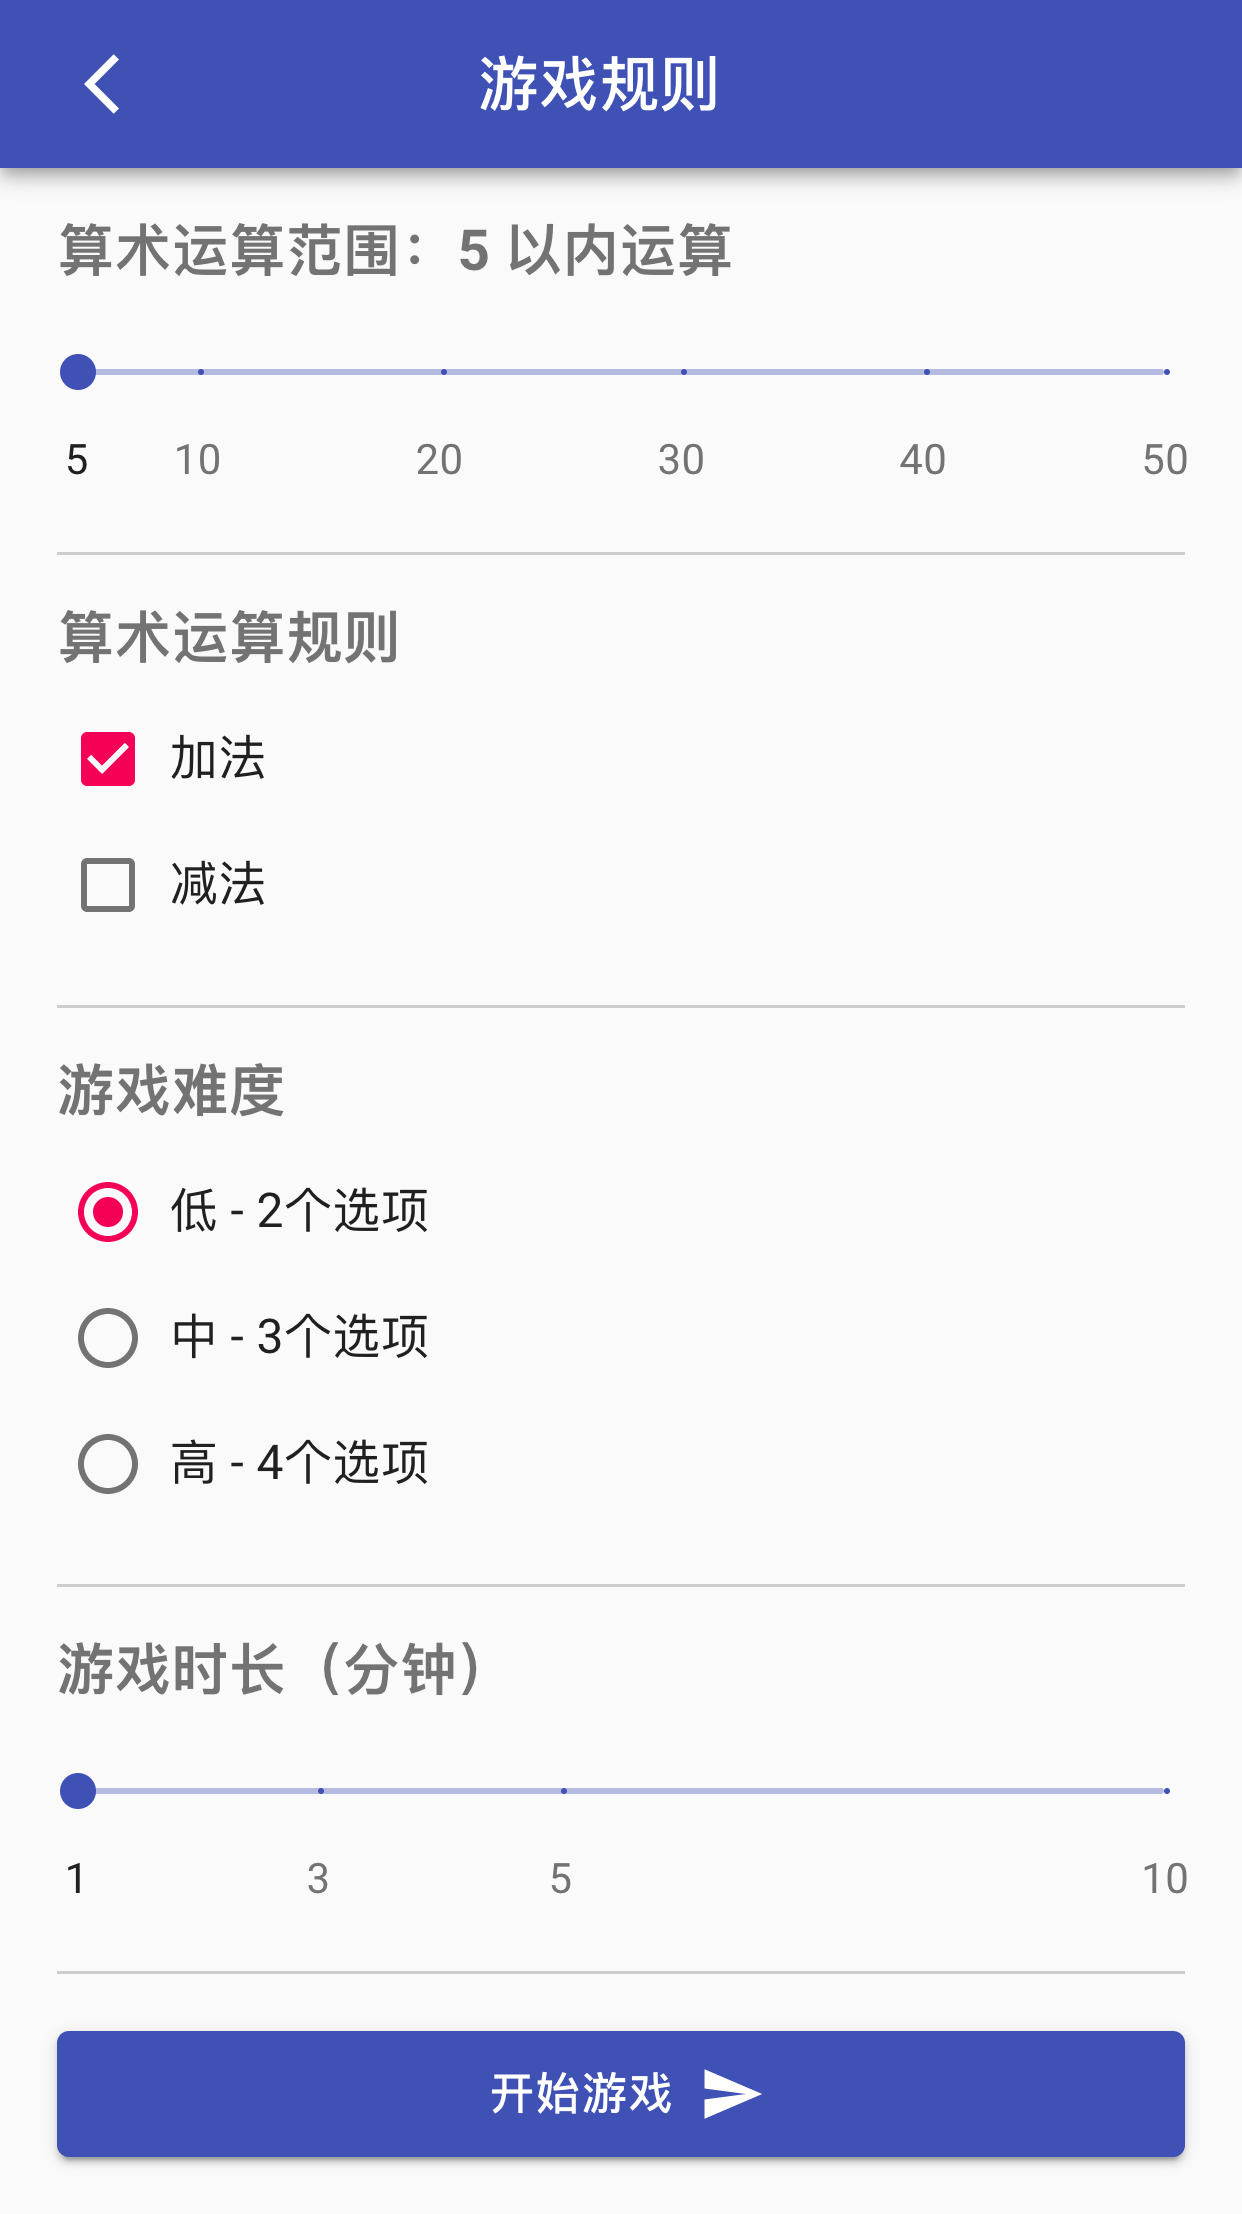 游戏规则
算术运算范围：5 以内运算
5 10 20 30 40 50
算术运算规则
加法
减法
游戏难度
低 - 2个选项
中 - 3个选项
高 - 4个选项
游戏时长（分钟）
1 3 5 10
开始游戏